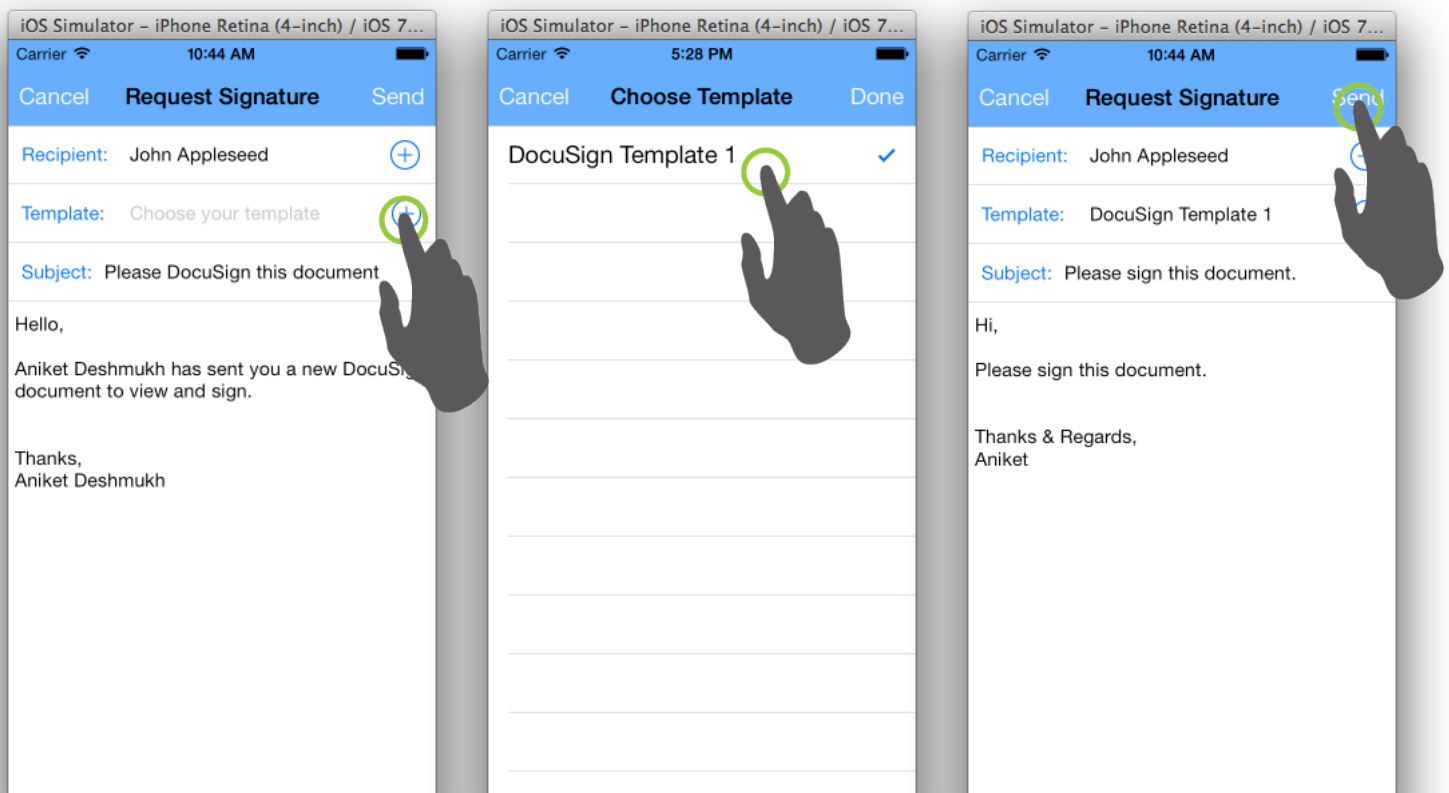 iOS Simulator – iPhone Retina (4-inch) / iOS 7...
Carrier 10:44 AM
Cancel Request Signature Send
Recipient: John Appleseed
Template: Choose your template
Subject: Please DocuSign this document
Hello,
Aniket Deshmukh has sent you a new
document to view and sign.
Thanks,
Aniket Deshmukh
iOS Simulator – iPhone Retina (4-inch) / iOS 7...
Carrier 5:28 PM
Cancel Choose Template Done
DocuSign Template 1
iOS Simulator – iPhone Retina (4-inch) / iOS 7...
Carrier 10:44 AM
Cancel Request Signature Send
Recipient: John Appleseed
Template: DocuSign Template 1
Subject: Please sign this document.
Hi,
Please sign this document.
Thanks & Regards,
Aniket